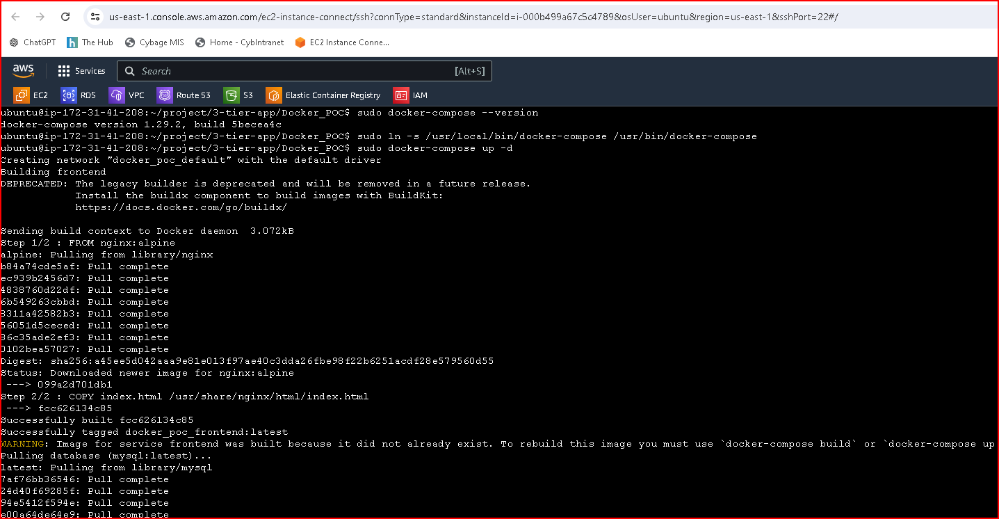 us-east-1.console.aws.amazon.com/ec2-instance-connect/ssh?connType=standard&instanceId=i-000b499a67c5c4789&osUser=ubuntu&region=us-east-1&sshPort=22#/
ChatGPT The Hub Cybage MIS Home - CybIntranet EC2 Instance Conne...
aws Services Search [Alt+S]
EC2 RDS VPC Route 53 S3 Elastic Container Registry IAM
ubuntu@ip-172-31-41-208:~/project/3-tier-app/Docker_POC$ sudo docker-compose --version
docker-compose version 1.29.2, build 5becea4c
ubuntu@ip-172-31-41-208:~/project/3-tier-app/Docker_POC$ sudo ln -s /usr/local/bin/docker-compose /usr/bin/docker-compose
ubuntu@ip-172-31-41-208:~/project/3-tier-app/Docker_POC$ sudo docker-compose up -d
Creating network "docker_poc_default" with the default driver
Building frontend
DEPRECATED: The legacy builder is deprecated and will be removed in a future release.
Install the buildx component to build images with BuildKit:
https://docs.docker.com/go/buildx/
Sending build context to Docker daemon  3.072kB
Step 1/2 : FROM nginx:alpine
alpine: Pulling from library/nginx
b84a74cde5af: Pull complete
ec939b2456d7: Pull complete
4838760d22df: Pull complete
6b549263cbbd: Pull complete
3311a42582b3: Pull complete
56051d5ceced: Pull complete
36c35ade2ef3: Pull complete
0102bea57027: Pull complete
Digest: sha256:a45ee5d042aaa9e81e013f97ae40c3dda26fbe98f22b6251acdf28e579560d55
Status: Downloaded newer image for nginx:alpine
---> 099a2d701db1
Step 2/2 : COPY index.html /usr/share/nginx/html/index.html
---> fcc626134c85
Successfully built fcc626134c85
Successfully tagged docker_poc_frontend:latest
WARNING: Image for service frontend was built because it did not already exist. To rebuild this image you must use `docker-compose build` or `docker-compose up
Pulling database (mysql:latest)...
latest: Pulling from library/mysql
7af76bb36546: Pull complete
24d40f69285f: Pull complete
94e5412f594e: Pull complete
e00a64de64e9: Pull complete